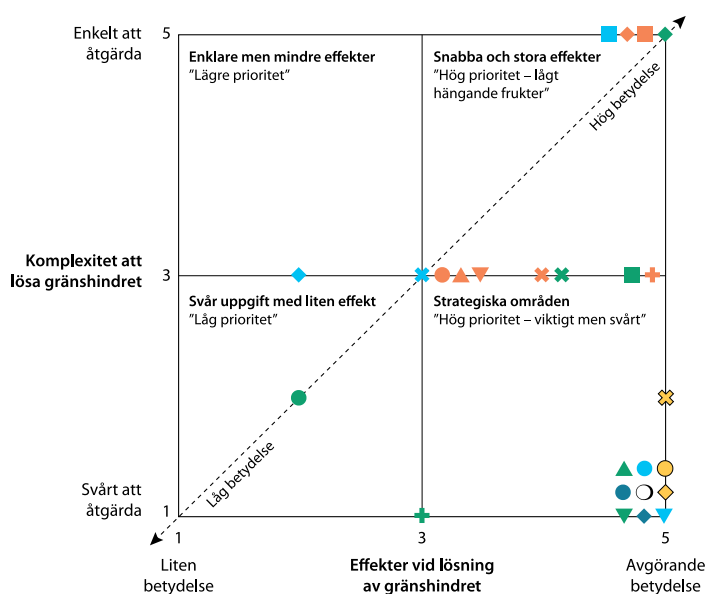 Enkelt att
åtgärda
5
Enklare men mindre effekter
"Lägre prioritet"
Snabba och stora effekter
"Hög prioritet – lågt
hängande frukter"
Hög betydelse
Komplexitet att
lösa gränshindret
3
Svår uppgift med liten effekt
"Låg prioritet"
Strategiska områden
"Hög prioritet – viktigt men svårt"
Låg betydelse
Svårt att
åtgärda
1
1
3
5
Liten
betydelse
Effekter vid lösning
av gränshindret
Avgörande
betydelse